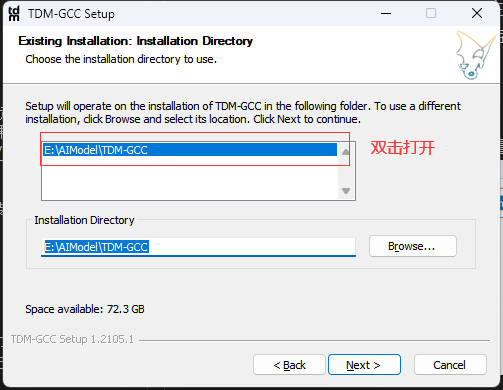 tdm TDM-GCC Setup
Existing Installation: Installation Directory
Choose the installation directory to use.
Setup will operate on the installation of TDM-GCC in the following folder. To use a different
installation, click Browse and select its location. Click Next to continue.
E:\AIModel\TDM-GCC
双击打开
Installation Directory
E:\AIModel\TDM-GCC
Browse...
Space available: 72.3 GB
TDM-GCC Setup 1.2105.1
< Back
Next >
Cancel